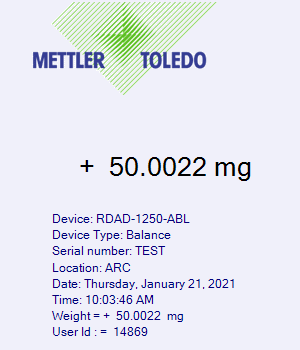 METTLER TOLEDO
+ 50.0022 mg
Device: RDAD-1250-ABL
Device Type: Balance
Serial number: TEST
Location: ARC
Date: Thursday, January 21, 2021
Time: 10:03:46 AM
Weight = + 50.0022 mg
User Id : = 14869